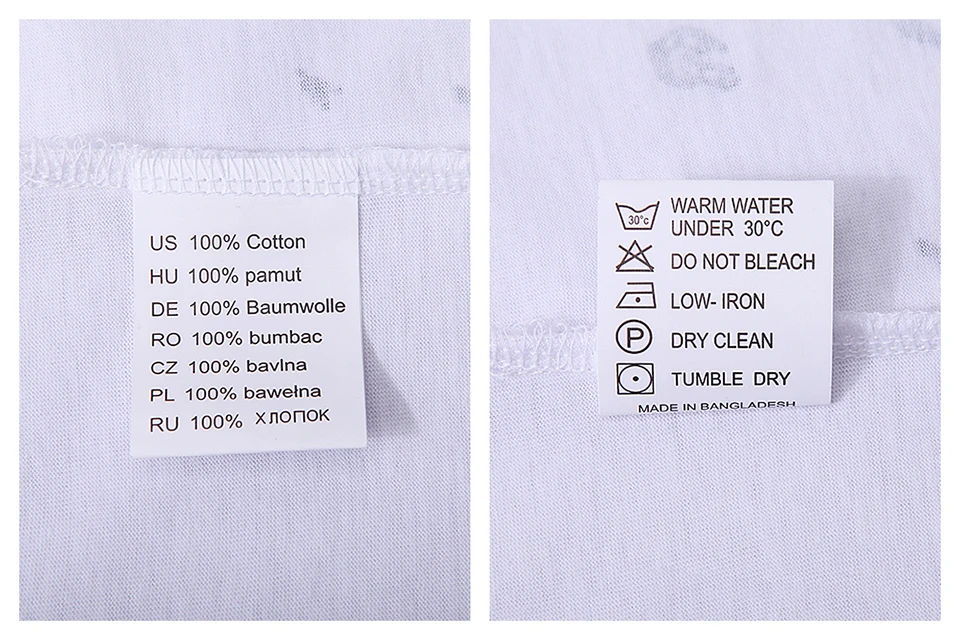 US 100% Cotton
HU 100% pamut
DE 100% Baumwolle
RO 100% bumbac
CZ 100% bavlna
PL 100% bawełna
RU 100% ХЛОПОК
30°c
WARM WATER
UNDER 30°C
DO NOT BLEACH
LOW- IRON
P
DRY CLEAN
TUMBLE DRY
MADE IN BANGLADESH